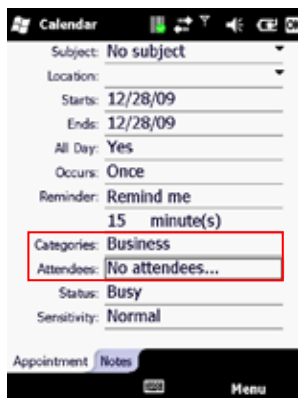 Calendar
Subject: No subject
Location:
Starts: 12/28/09
Ends: 12/28/09
All Day: Yes
Occurs: Once
Reminder: Remind me
15 minute(s)
Categories: Business
Attendees: No attendees...
Status: Busy
Sensitivity: Normal
Appointment Notes
Menu